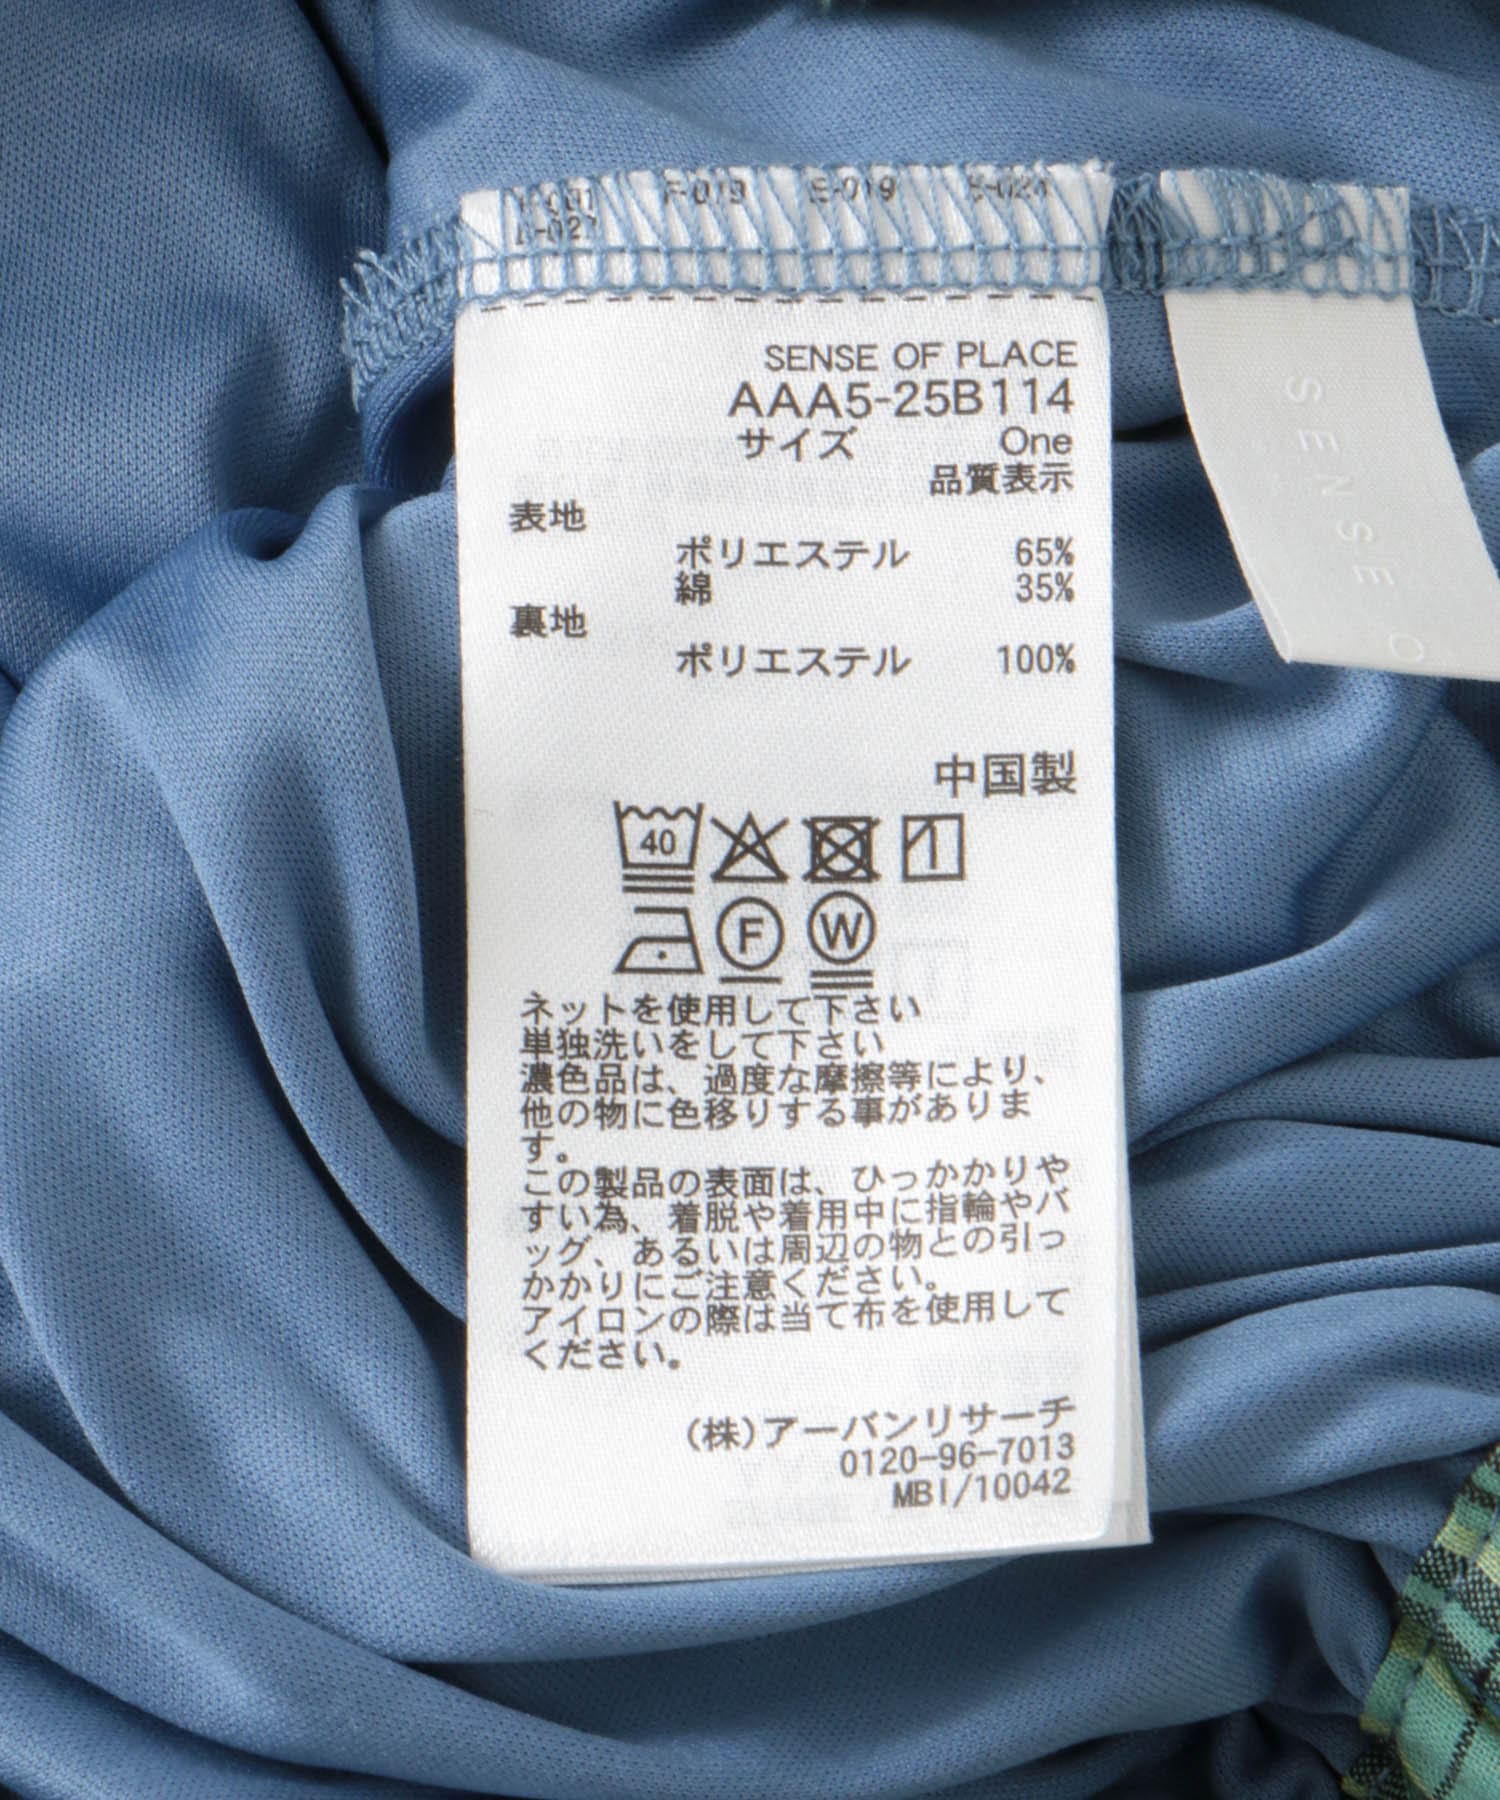 F-019 E-019
SENSE OF PLACE
AAA5-25B114
サイズ One
品質表示
表地
ポリエステル 65%
綿 35%
裏地
ポリエステル 100%
中国製
40
F W
ネットを使用して下さい
単独洗いをして下さい
濃色品は、過度な摩擦等により、
他の物に色移りする事がありま
す。
この製品の表面は、ひっかかりや
すい為、着脱や着用中に指輪やバ
ッグ、あるいは周辺の物との引っ
かかりにご注意ください。
アイロンの際は当て布を使用して
ください。
(株)アーバンリサーチ
0120-96-7013
MBI/10042
SENSE O